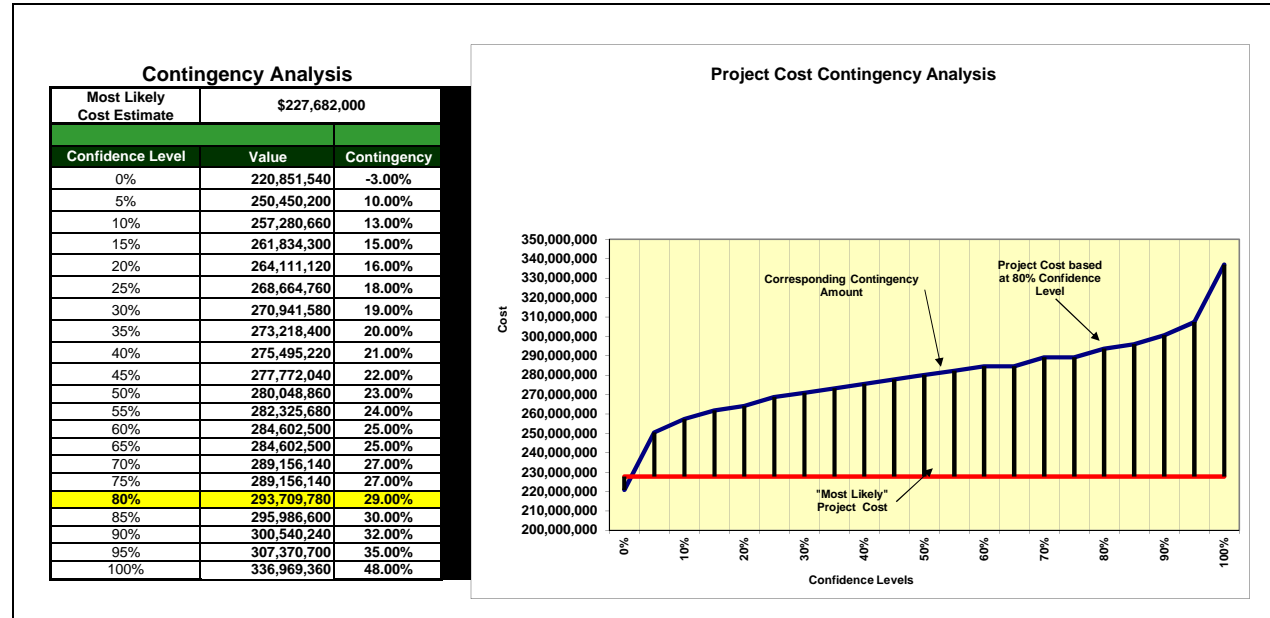 Contingency Analysis
Most Likely
Cost Estimate
$227,682,000
Confidence Level Value Contingency
0% 220,851,540 -3.00%
5% 250,450,200 10.00%
10% 257,280,660 13.00%
15% 261,834,300 15.00%
20% 264,111,120 16.00%
25% 268,664,760 18.00%
30% 270,941,580 19.00%
35% 273,218,400 20.00%
40% 275,495,220 21.00%
45% 277,772,040 22.00%
50% 280,048,860 23.00%
55% 282,325,680 24.00%
60% 284,602,500 25.00%
65% 284,602,500 25.00%
70% 289,156,140 27.00%
75% 289,156,140 27.00%
80% 293,709,780 29.00%
85% 295,986,600 30.00%
90% 300,540,240 32.00%
95% 307,370,700 35.00%
100% 336,969,360 48.00%
Project Cost Contingency Analysis
350,000,000
340,000,000
330,000,000
320,000,000
310,000,000
300,000,000
290,000,000
280,000,000
270,000,000
260,000,000
250,000,000
240,000,000
230,000,000
220,000,000
210,000,000
200,000,000
Cost
Corresponding Contingency
Amount
Project Cost based
at 80% Confidence
Level
"Most Likely"
Project Cost
0% 10% 20% 30% 40% 50% 60% 70% 80% 90% 100%
Confidence Levels